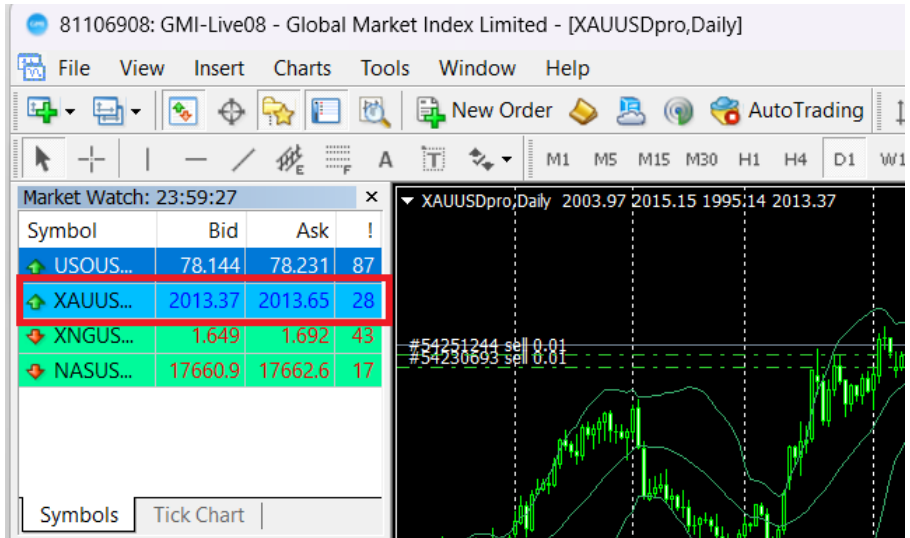 81106908: GMI-Live08 - Global Market Index Limited - [XAUUSDpro,Daily]
File View Insert Charts Tools Window Help
New Order AutoTrading
E F A T M1 M5 M15 M30 H1 H4 D1 W1
Market Watch: 23:59:27
Symbol Bid Ask !
USOUS... 78.144 78.231 87
XAUUS... 2013.37 2013.65 28
XNGUS... 1.649 1.692 43
NASUS... 17660.9 17662.6 17
Symbols Tick Chart
XAUUSDpro,Daily 2003.97 2015.15 1995.14 2013.37
#54251244 sell 0.01
#54230693 sell 0.01